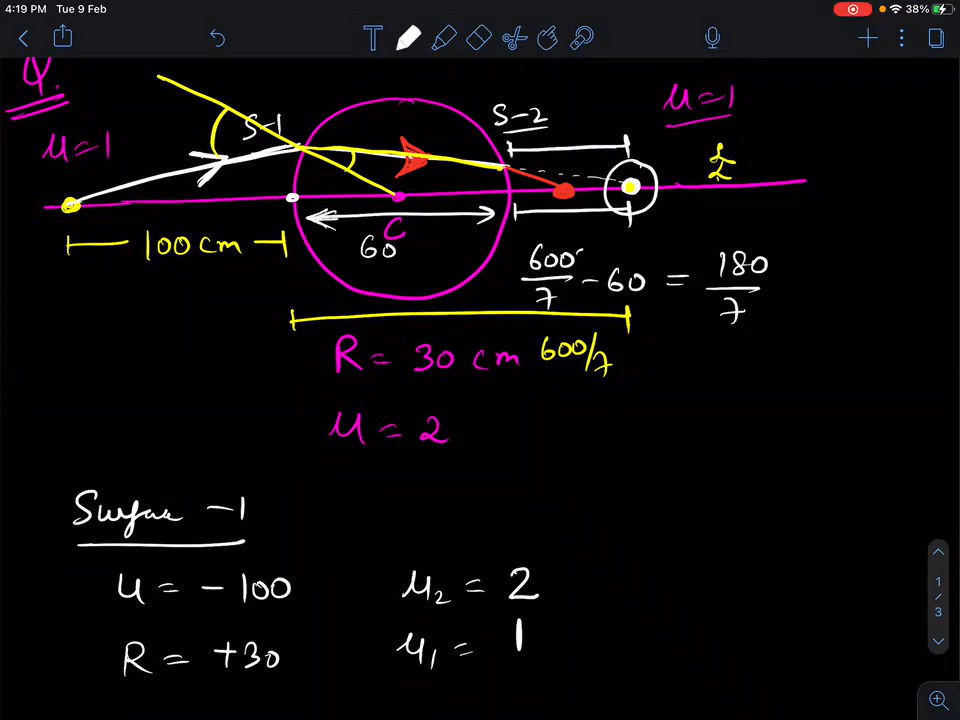 4:19 PM Tue 9 Feb
38%
T
Q.
μ=1
S-1
S-2
μ=1
100 cm
C
60
600/7 - 60 = 180/7
R = 30 cm
600/7
μ = 2
Surface -1
u = -100
μ₂ = 2
R = +30
μ₁ = 1
1/3